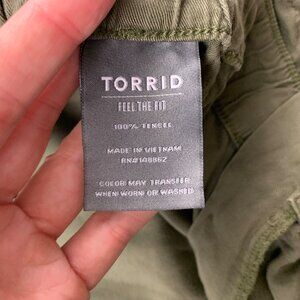 TORRID
FEEL THE FIT
100% TENCEL
MADE IN VIETNAM
RN#148862
COLOR MAY TRANSFER
WHEN WORN OR WASHED